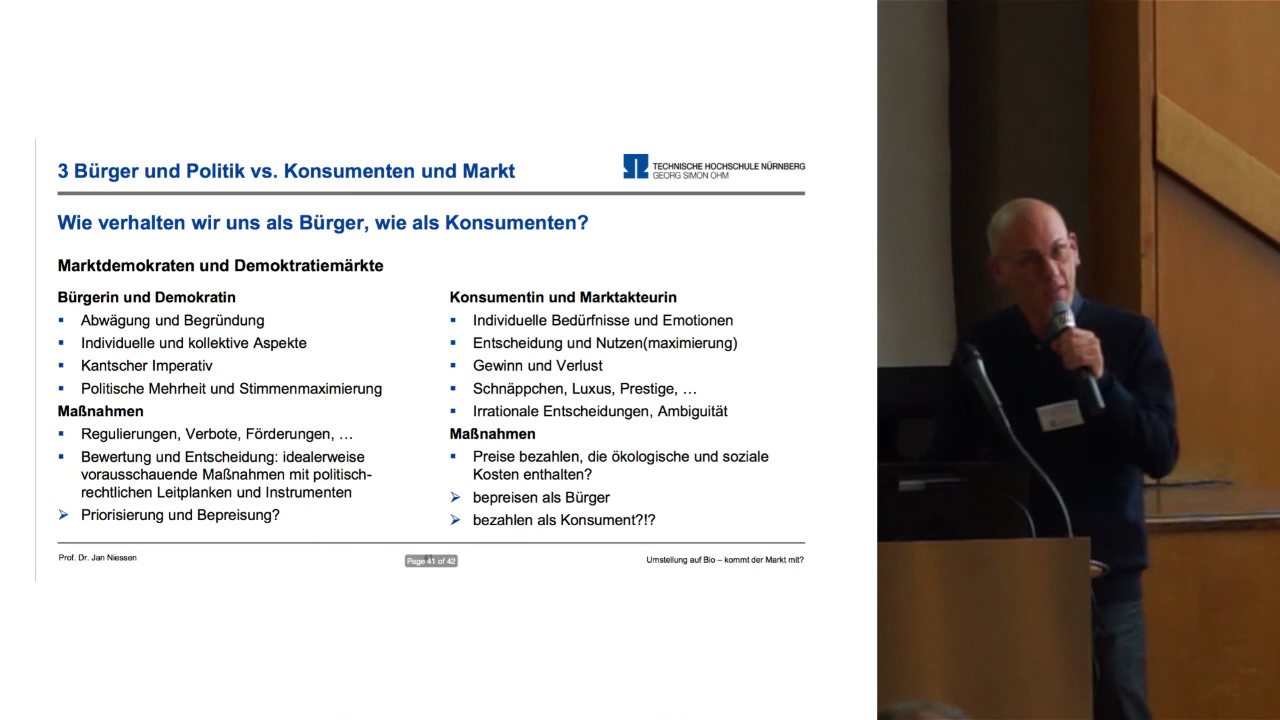 3 Bürger und Politik vs. Konsumenten und Markt
TECHNISCHE HOCHSCHULE NÜRNBERG
GEORG SIMON OHM
Wie verhalten wir uns als Bürger, wie als Konsumenten?
Marktdemokraten und Demoktratiemärkte
Bürgerin und Demokratin
Abwägung und Begründung
Individuelle und kollektive Aspekte
Kantscher Imperativ
Politische Mehrheit und Stimmenmaximierung
Maßnahmen
Regulierungen, Verbote, Förderungen, …
Bewertung und Entscheidung: idealerweise
vorausschauende Maßnahmen mit politisch-
rechtlichen Leitplanken und Instrumenten
Priorisierung und Bepreisung?
Konsumentin und Marktakteurin
Individuelle Bedürfnisse und Emotionen
Entscheidung und Nutzen(maximierung)
Gewinn und Verlust
Schnäppchen, Luxus, Prestige, …
Irrationale Entscheidungen, Ambiguität
Maßnahmen
Preise bezahlen, die ökologische und soziale
Kosten enthalten?
bepreisen als Bürger
bezahlen als Konsument?!?
Prof. Dr. Jan Niessen
Page 41 of 42
Umstellung auf Bio – kommt der Markt mit?